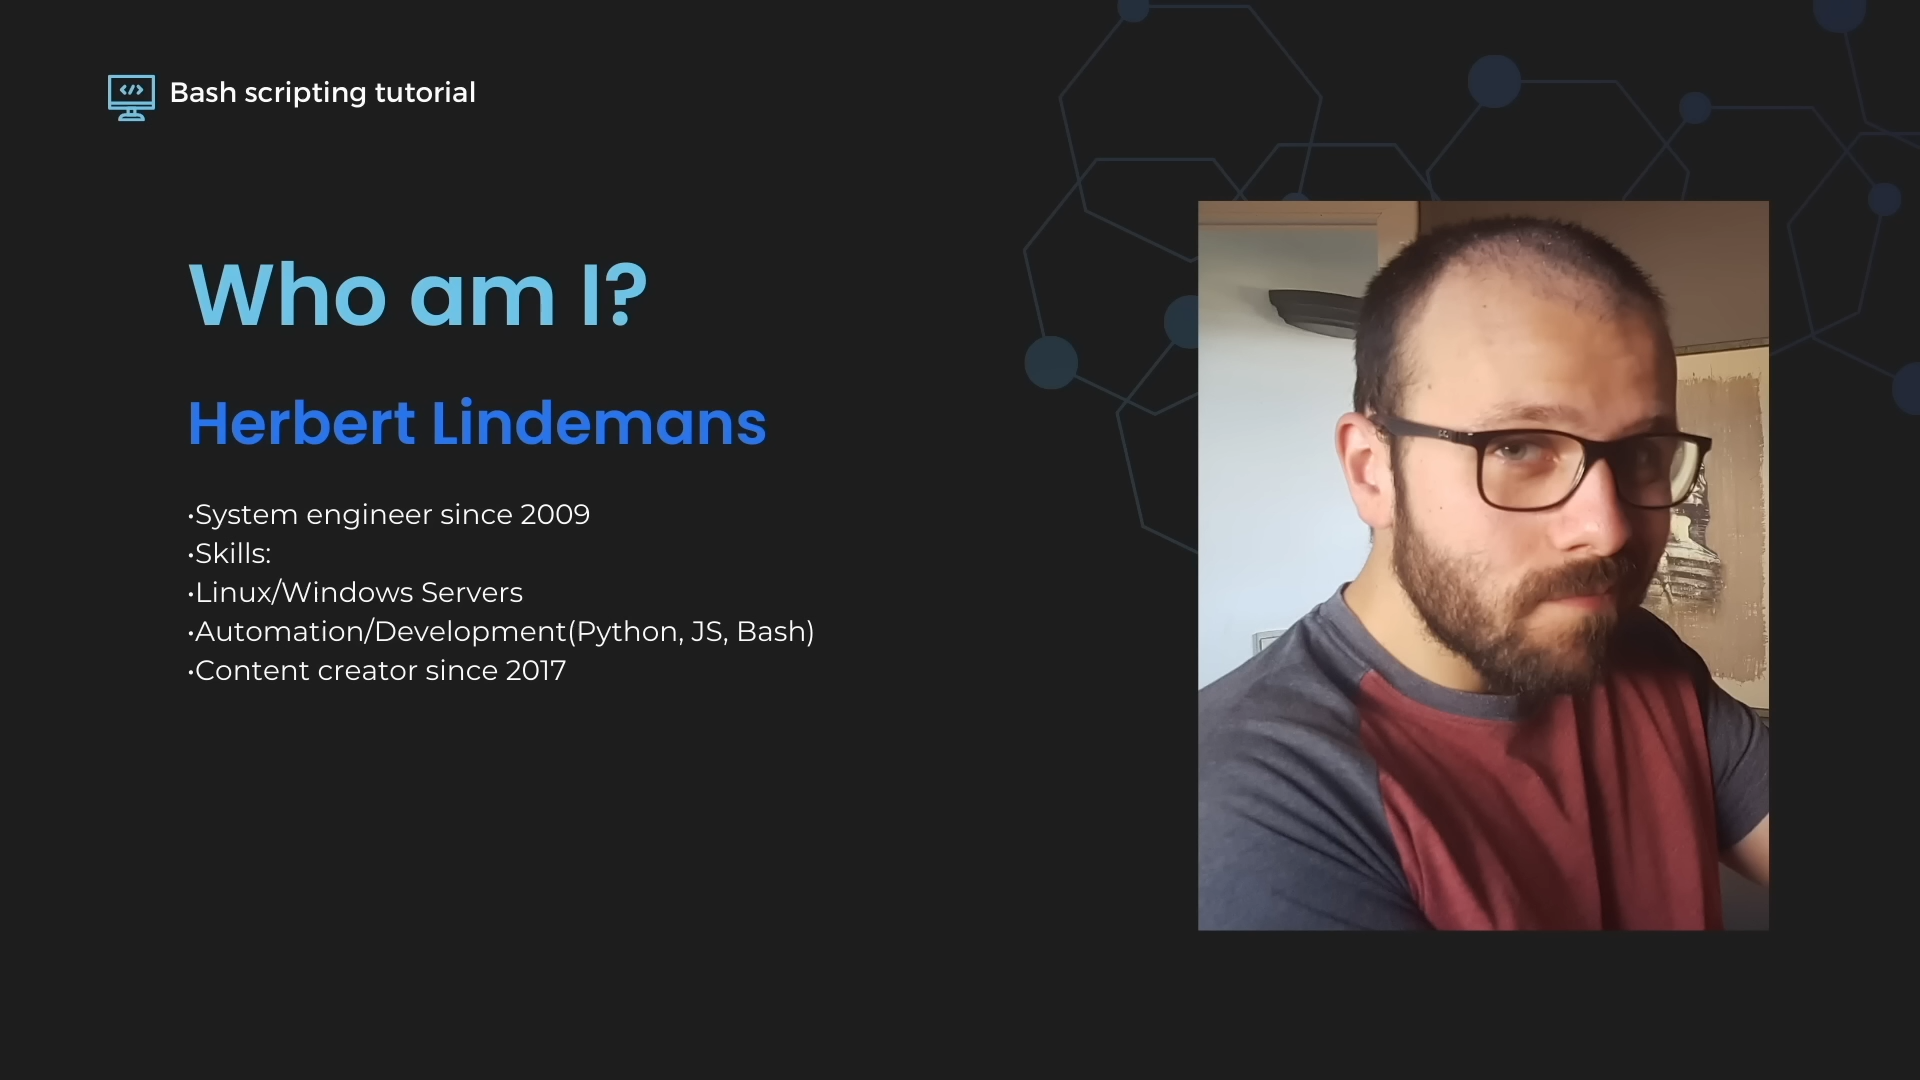 Bash scripting tutorial
Who am I?
Herbert Lindemans
•System engineer since 2009
•Skills:
•Linux/Windows Servers
•Automation/Development(Python, JS, Bash)
•Content creator since 2017